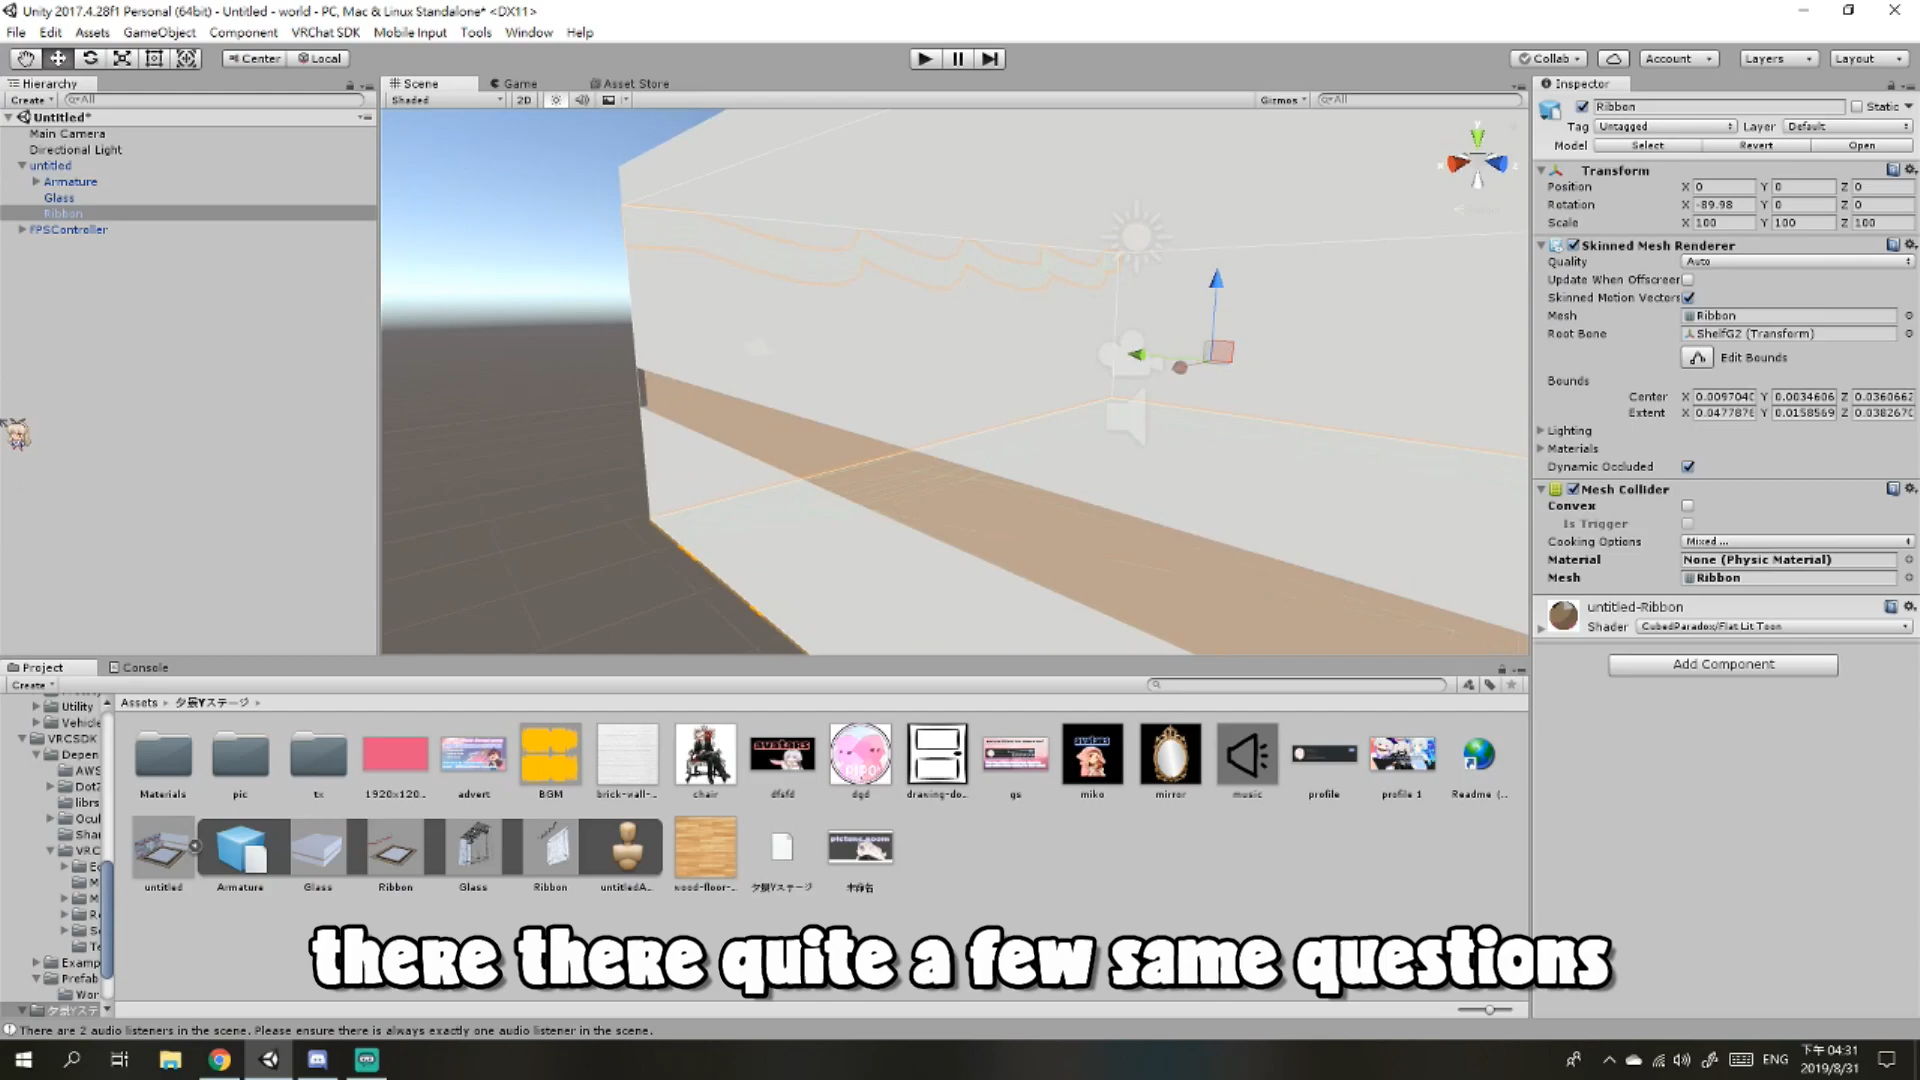 Unity 2017.4.28f1 Personal (64bit) - Untitled - world - PC, Mac & Linux Standalone* <DX11>
File Edit Assets GameObject Component VRChat SDK Mobile Input Tools Window Help
Center Local Collab Account Layers Layout
Hierarchy
Create All
Untitled*
Main Camera
Directional Light
untitled
Armature
Glass
Ribbon
FPSController
Scene Game Asset Store
Shaded 2D Gizmos All
y x z
Inspector
Ribbon Static
Tag Untagged Layer Default
Model Select Revert Open
Transform
Position X 0 Y 0 Z 0
Rotation X -89.98 Y 0 Z 0
Scale X 100 Y 100 Z 100
Skinned Mesh Renderer
Quality Auto
Update When Offscreen
Skinned Motion Vectors
Mesh Ribbon
Root Bone ShelfG2 (Transform)
Edit Bounds
Bounds
Center X 0.009704 Y 0.0034606 Z 0.0360662
Extent X 0.047787 Y 0.0158569 Z 0.038267
Lighting
Materials
Dynamic Occluded
Mesh Collider
Convex
Is Trigger
Cooking Options Mixed ...
Material None (Physic Material)
Mesh Ribbon
untitled-Ribbon
Shader CubedParadox/Flat Lit Toon
Add Component
Project Console
Create
Utility
Vehicle
VRCSDK
Depen
AWS
Dot
librs
Ocul
Sha
VRC
Examp
Prefab
Wor
夕景Yステ
Assets ▸ 夕景Yステージ ▸
Materials pic tx 1920x120... advert BGM brick-wall-... chair dfsfd dgd drawing-do... gs miko mirror music profile profile 1 Readme (...
untitled Armature Glass Ribbon Glass Ribbon untitledA... wood-floor-... 夕景Yステージ 未命名
there there quite a few same questions
There are 2 audio listeners in the scene. Please ensure there is always exactly one audio listener in the scene.
ENG 下午 04:31
2019/8/31